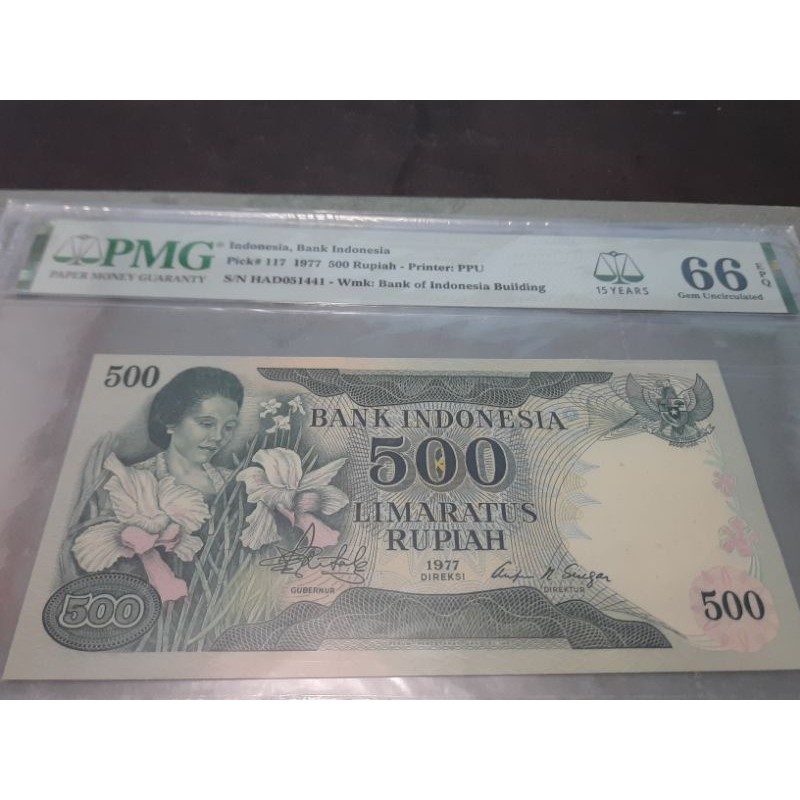 PMG
PAPER MONEY GUARANTY
Indonesia, Bank Indonesia
Pick# 117 1977 500 Rupiah - Printer: PPU
S/N HAD051441 - Wmk: Bank of Indonesia Building
15 YEARS
66 EPQ
Gem Uncirculated
500
BANK INDONESIA
500
LIMARATUS
RUPIAH
1977
DIREKSI
GUBERNUR
DIREKTUR
500
500